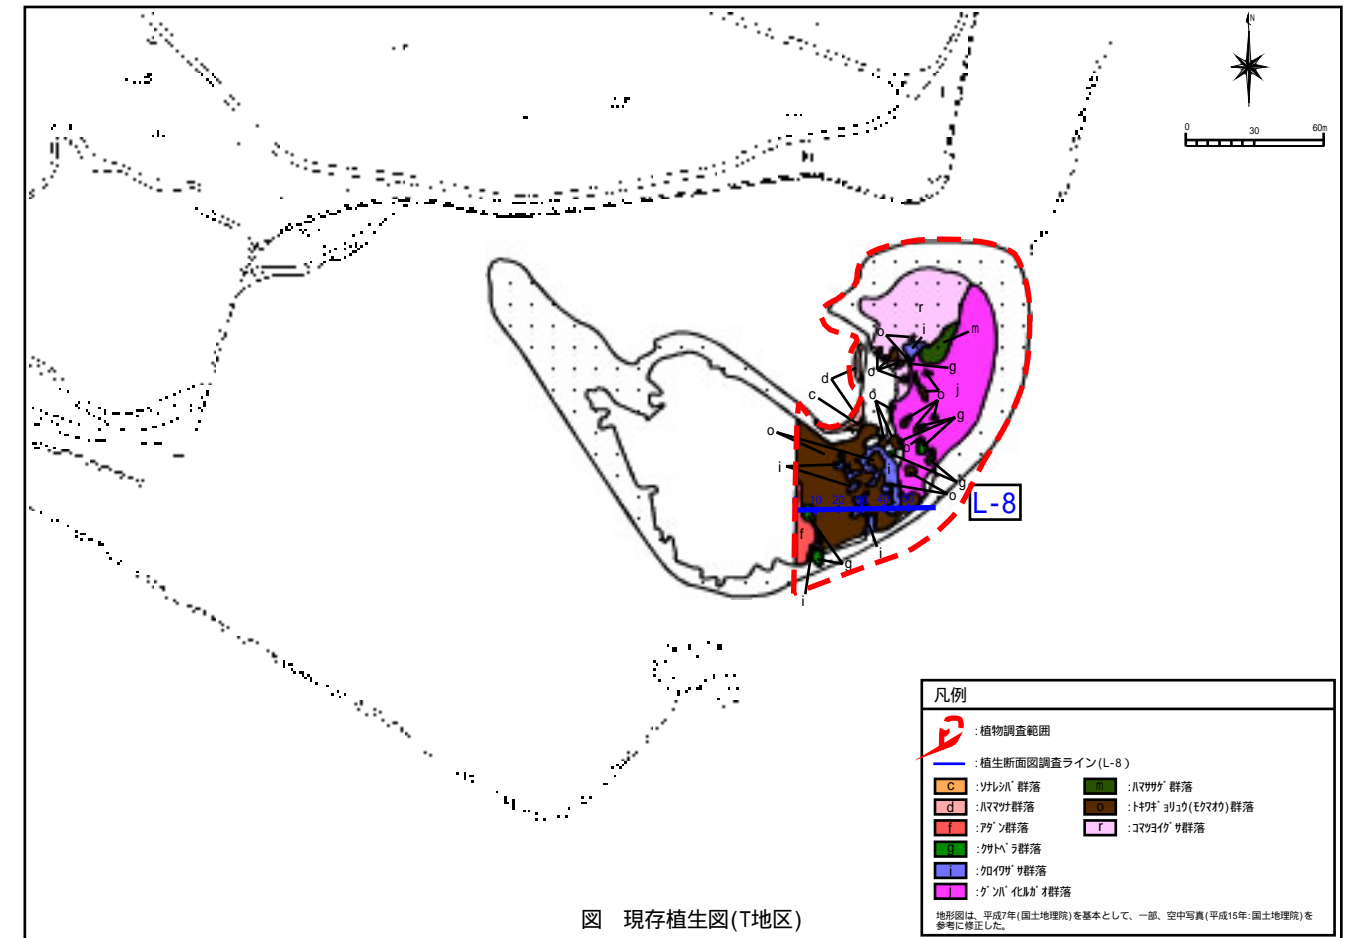 N
0 30 60m
r
o i m
o g
d j
c o o
g
o o
i i
g
o
10 20 30 40 50
L-8
f
i
g
i
凡例
:植物調査範囲
:植生断面図調査ライン(L-8)
c :ソナレシバ群落
m :ハマササゲ群落
d :ハママツナ群落
o :トキワギョリュウ(モクマオウ)群落
f :アダン群落
r :コマツヨイグサ群落
g :クサトベラ群落
i :クロイワザサ群落
j :グンバイヒルガオ群落
地形図は、平成7年(国土地理院)を基本として、一部、空中写真(平成15年:国土地理院)を
参考に修正した。
図 現存植生図(T地区)